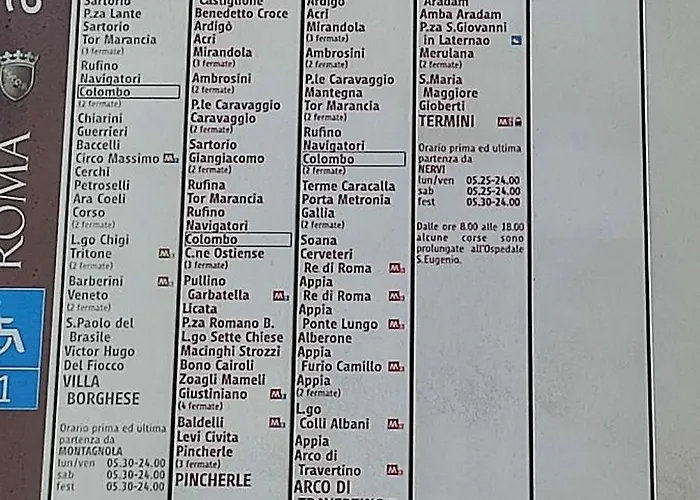 ROMA
1
Sartorio
P.za Lante
Sartorio
Tor Marancia
(3 fermate)
Rufino
Navigatori
Colombo
(2 fermate)
Chiarini
Guerrieri
Baccelli
Circo Massimo M
Cerchi
Petroselli
Ara Coeli
Corso
(2 fermate)
L.go Chigi
Tritone M
(2 fermate)
Barberini M
Veneto
(2 fermate)
S.Paolo del
Brasile
Victor Hugo
Del Fiocco
VILLA
BORGHESE
Orario prima ed ultima
partenza da
MONTAGNOLA
lun/ven 05.30-24.00
sab 05.30-24.00
fest 05.30-24.00
Castiglione
Benedetto Croce
Ardigò
Acri
Mirandola
(3 fermate)
Ambrosini
(2 fermate)
P.le Caravaggio
Caravaggio
(2 fermate)
Sartorio
Giangiacomo
(2 fermate)
Rufina
Tor Marancia
Rufino
Navigatori
Colombo
C.ne Ostiense
(3 fermate)
Pullino
Garbatella M
Licata
P.za Romano B.
L.go Sette Chiese
Macinghi Strozzi
Bono Cairoli
Zoagli Mameli
Giustiniano M
(4 fermate)
Baldelli M
Levi Civita
Pincherle
(3 fermate)
PINCHERLE
Ardigò
Acri
Mirandola
(3 fermate)
Ambrosini
(2 fermate)
P.le Caravaggio
Mantegna
Tor Marancia
(2 fermate)
Rufino
Navigatori
Colombo
(2 fermate)
Terme Caracalla
Porta Metronia
Gallia
(2 fermate)
Soana
Cerveteri
Re di Roma M
Appia
Re di Roma M
Appia
Ponte Lungo M
Alberone
Appia
Furio Camillo M
Appia
(2 fermate)
L.go
Colli Albani M
Appia
Arco di
Travertino M
ARCO DI
TRAVERTINO
Aradam
Amba Aradam
P.za S.Giovanni
in Laternao
Merulana
(2 fermate)
S.Maria
Maggiore
Gioberti
TERMINI M
Orario prima ed ultima
partenza da
NERVI
lun/ven 05.25-24.00
sab 05.25-24.00
fest 05.30-24.00
Dalle ore 8.00 alle 18.00
alcune corse sono
prolungate all'Ospedale
S.Eugenio.